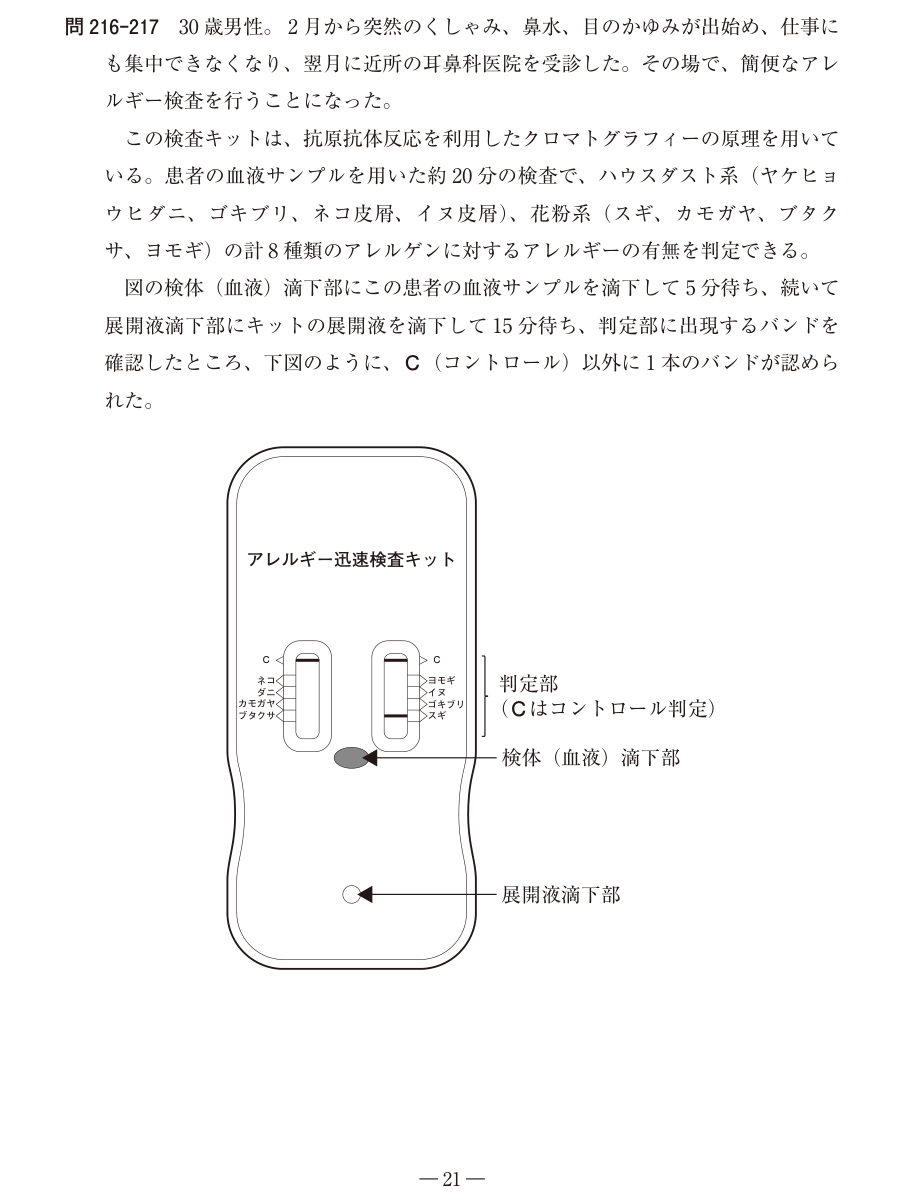 問 216−217　30 歳男性。2 月から突然のくしゃみ、鼻水、目のかゆみが出始め、仕事に
も集中できなくなり、翌月に近所の耳鼻科医院を受診した。その場で、簡便なアレ
ルギー検査を行うことになった。
この検査キットは、抗原抗体反応を利用したクロマトグラフィーの原理を用いて
いる。患者の血液サンプルを用いた約 20 分の検査で、ハウスダスト系（ヤケヒョ
ウヒダニ、ゴキブリ、ネコ皮屑、イヌ皮屑）、花粉系（スギ、カモガヤ、ブタク
サ、ヨモギ）の計 8 種類のアレルゲンに対するアレルギーの有無を判定できる。
図の検体（血液）滴下部にこの患者の血液サンプルを滴下して 5 分待ち、続いて
展開液滴下部にキットの展開液を滴下して 15 分待ち、判定部に出現するバンドを
確認したところ、下図のように、C（コントロール）以外に 1 本のバンドが認めら
れた。
アレルギー迅速検査キット
C
ネコ
ダニ
カモガヤ
ブタクサ
C
ヨモギ
イヌ
ゴキブリ
スギ
判定部
（Cはコントロール判定）
検体（血液）滴下部
展開液滴下部
― 21 ―